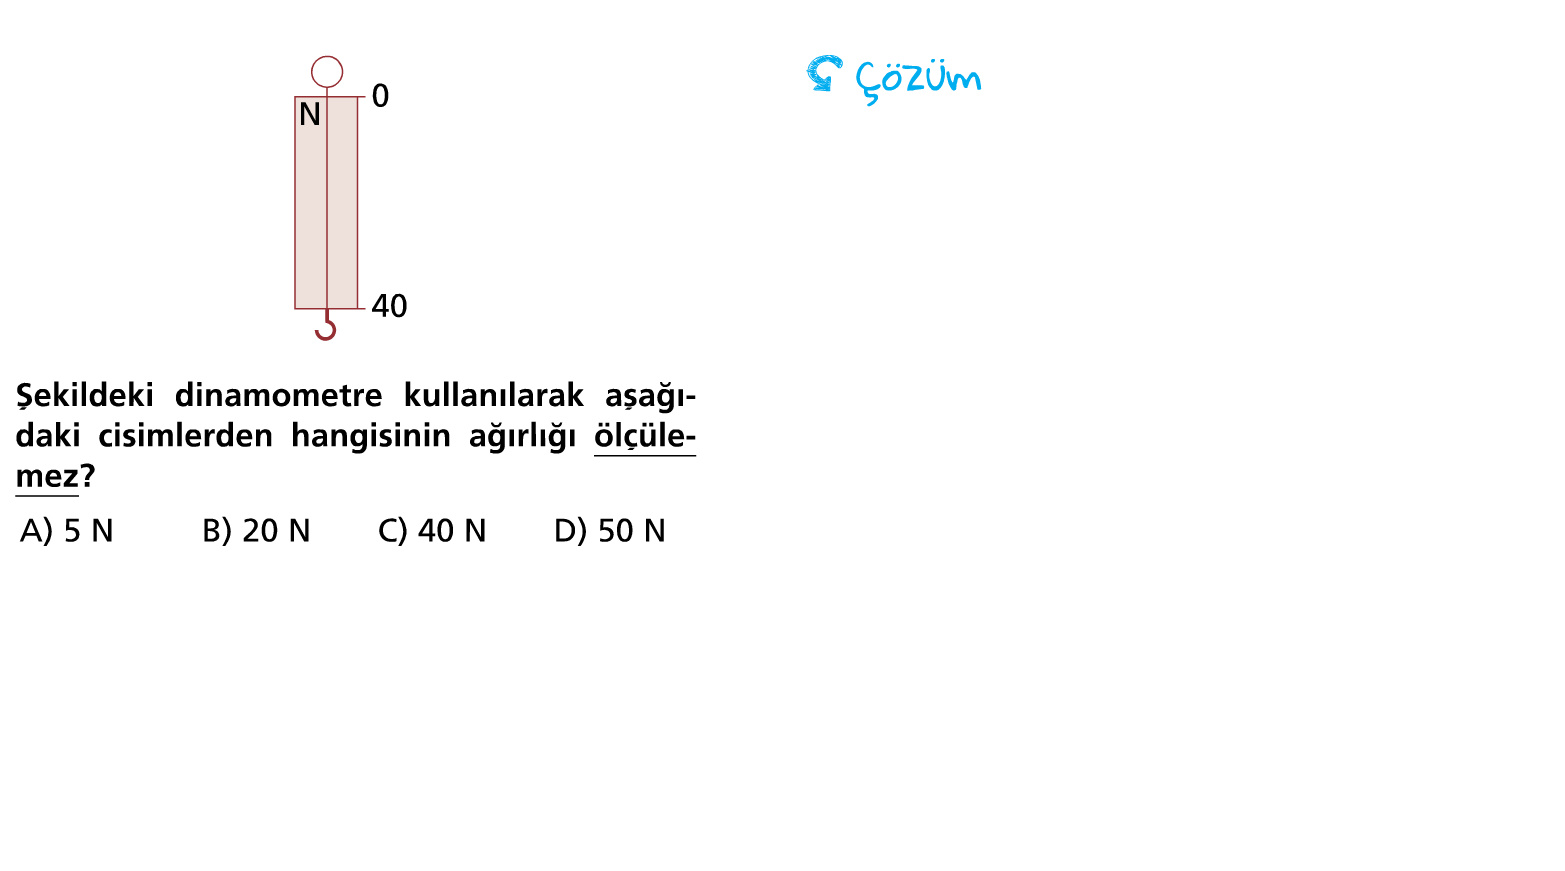 0
N
40
Şekildeki dinamometre kullanılarak aşağı-
daki cisimlerden hangisinin ağırlığı ölçüle-
mez?
A) 5 N B) 20 N C) 40 N D) 50 N
Çözüm